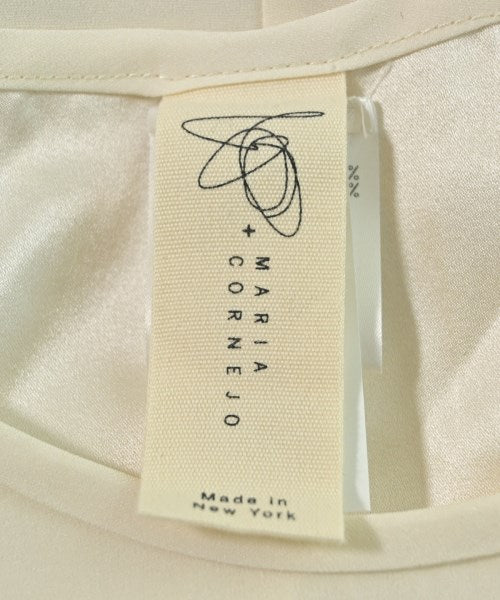 + MARIA
CORNEJO
Made in
New York
%
%